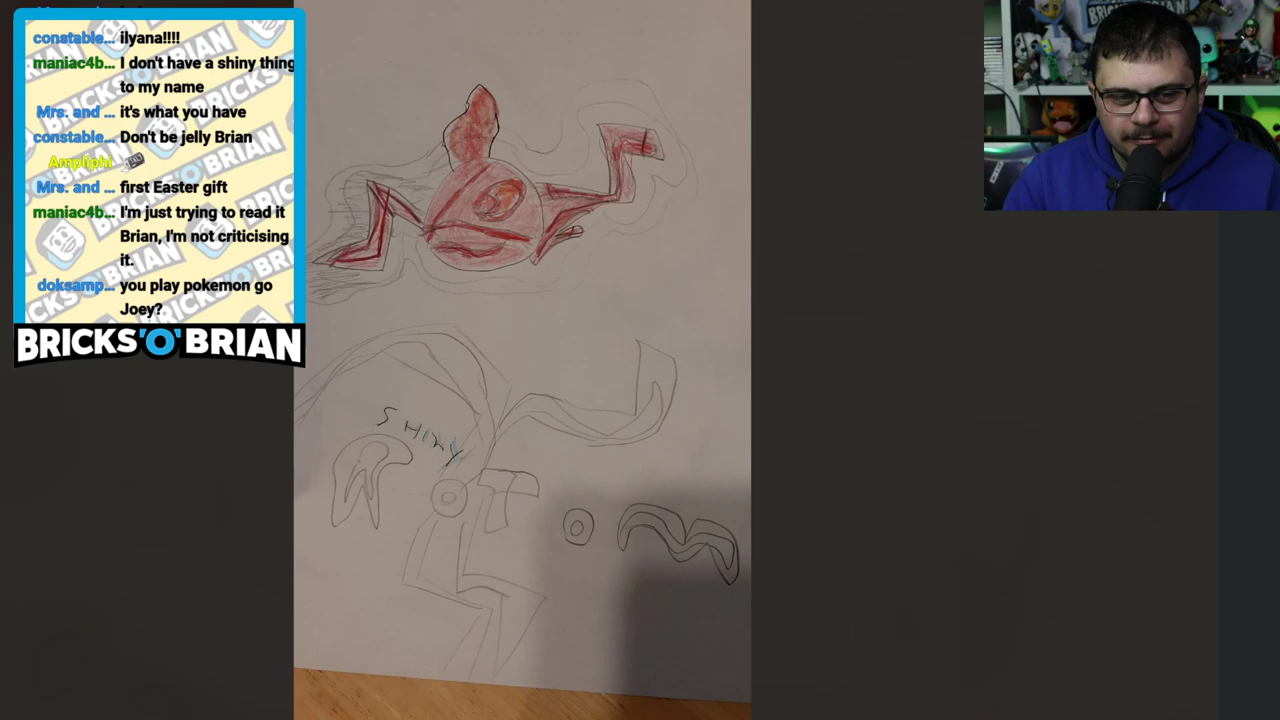 constable... ilyana!!!!
maniac4b... I don't have a shiny thing
to my name
Mrs. and ... it's what you have
constable... Don't be jelly Brian
Ampliphi
Mrs. and ... first Easter gift
maniac4b... I'm just trying to read it
Brian, I'm not criticising
it.
doksamp... you play pokemon go
Joey?
BRICKS'O'BRIAN
SHINY
ROTOM